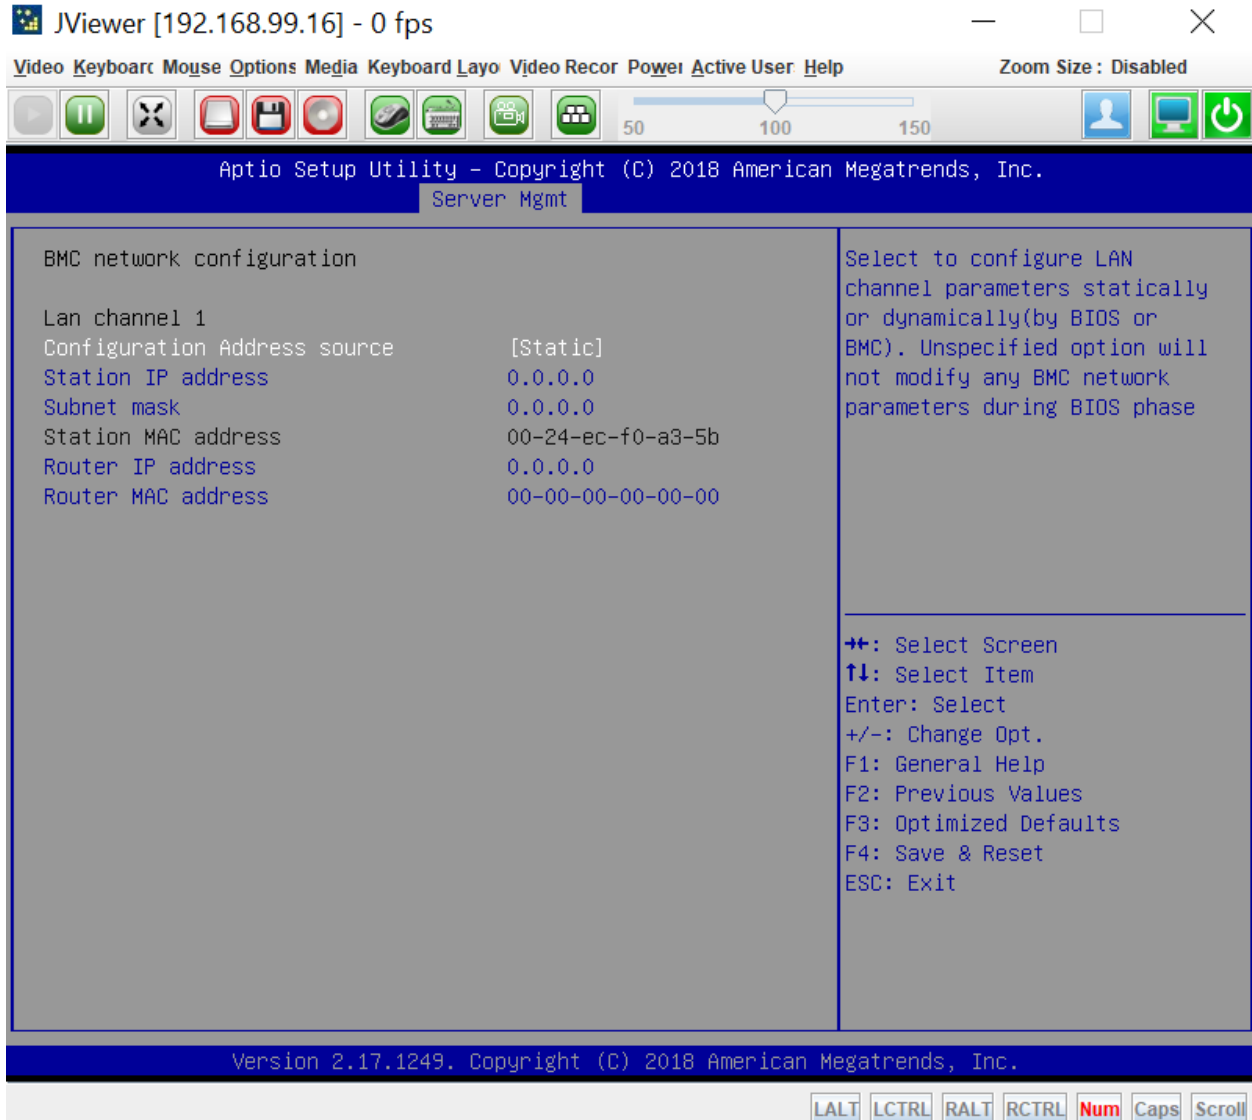 JViewer [192.168.99.16] - 0 fps
Video Keyboarc Mouse Options Media Keyboard Layo Video Recor Power Active User Help Zoom Size : Disabled
50 100 150
Aptio Setup Utility – Copyright (C) 2018 American Megatrends, Inc.
Server Mgmt
BMC network configuration
Lan channel 1
Configuration Address source [Static]
Station IP address 0.0.0.0
Subnet mask 0.0.0.0
Station MAC address 00-24-ec-f0-a3-5b
Router IP address 0.0.0.0
Router MAC address 00-00-00-00-00-00
Select to configure LAN
channel parameters statically
or dynamically(by BIOS or
BMC). Unspecified option will
not modify any BMC network
parameters during BIOS phase
→←: Select Screen
↑↓: Select Item
Enter: Select
+/-: Change Opt.
F1: General Help
F2: Previous Values
F3: Optimized Defaults
F4: Save & Reset
ESC: Exit
Version 2.17.1249. Copyright (C) 2018 American Megatrends, Inc.
LALT LCTRL RALT RCTRL Num Caps Scroll